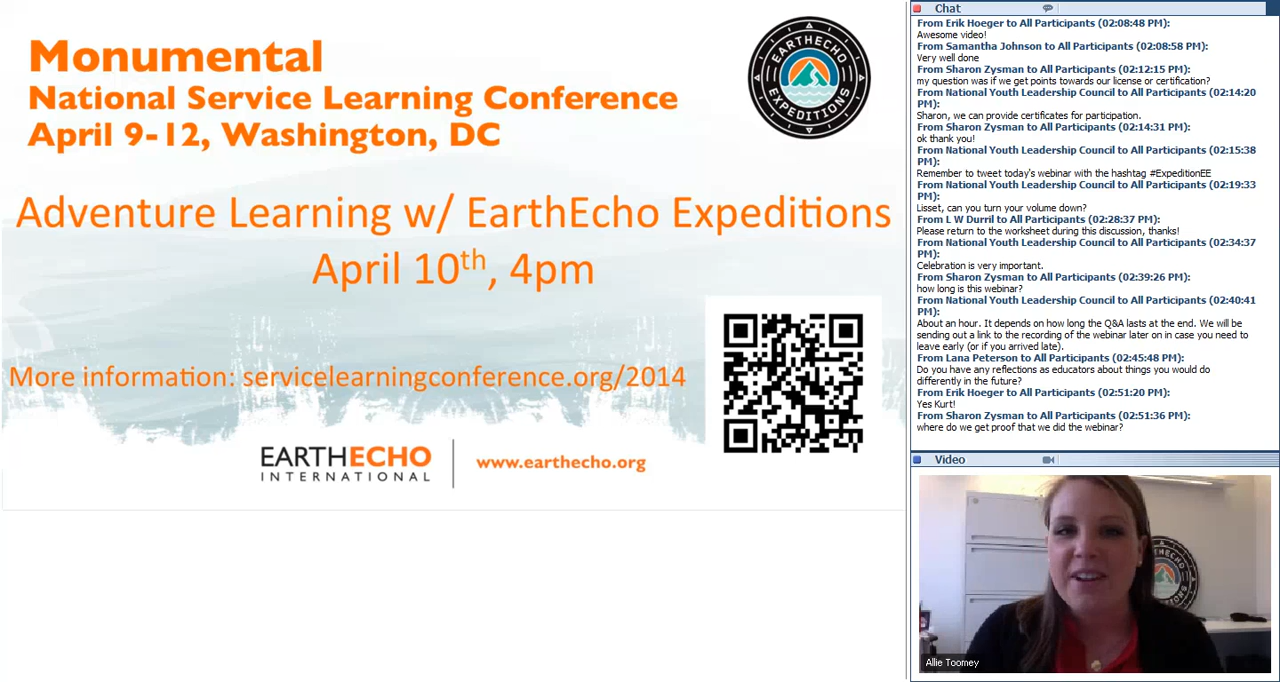 Monumental
National Service Learning Conference
April 9-12, Washington, DC
EARTHECHO
EXPEDITIONS
Adventure Learning w/ EarthEcho Expeditions
April 10th, 4pm
More information: servicelearningconference.org/2014
EARTHECHO
INTERNATIONAL
www.earthecho.org
Chat
From Erik Hoeger to All Participants (02:08:48 PM):
Awesome video!
From Samantha Johnson to All Participants (02:08:58 PM):
Very well done
From Sharon Zysman to All Participants (02:12:15 PM):
my question was if we get points towards our license or certification?
From National Youth Leadership Council to All Participants (02:14:20
PM):
Sharon, we can provide certificates for participation.
From Sharon Zysman to All Participants (02:14:31 PM):
ok thank you!
From National Youth Leadership Council to All Participants (02:15:38
PM):
Remember to tweet today's webinar with the hashtag #ExpeditionEE
From National Youth Leadership Council to All Participants (02:19:33
PM):
Lisset, can you turn your volume down?
From L W Durril to All Participants (02:28:37 PM):
Please return to the worksheet during this discussion, thanks!
From National Youth Leadership Council to All Participants (02:34:37
PM):
Celebration is very important.
From Sharon Zysman to All Participants (02:39:26 PM):
how long is this webinar?
From National Youth Leadership Council to All Participants (02:40:41
PM):
About an hour. It depends on how long the Q&A lasts at the end. We will be
sending out a link to the recording of the webinar later on in case you need to
leave early (or if you arrived late).
From Lana Peterson to All Participants (02:45:48 PM):
Do you have any reflections as educators about things you would do
differently in the future?
From Erik Hoeger to All Participants (02:51:20 PM):
Yes Kurt!
From Sharon Zysman to All Participants (02:51:36 PM):
where do we get proof that we did the webinar?
Video
Allie Toomey